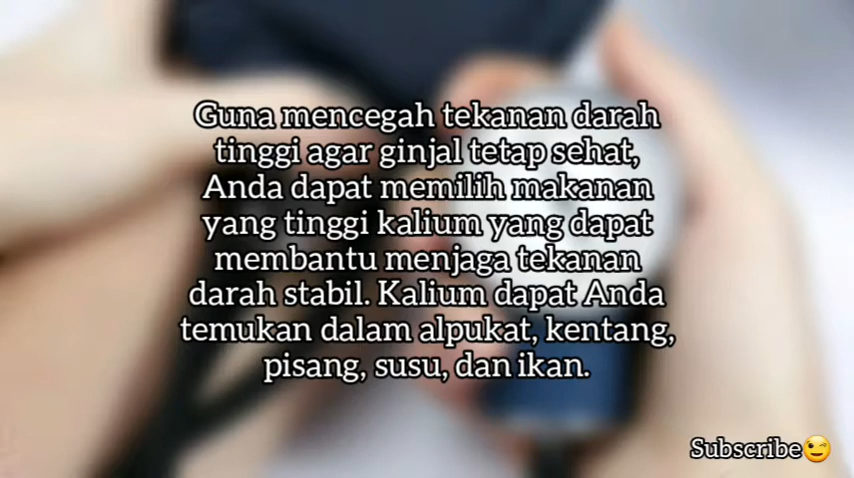 Guna mencegah tekanan darah
tinggi agar ginjal tetap sehat,
Anda dapat memilih makanan
yang tinggi kalium yang dapat
membantu menjaga tekanan
darah stabil. Kalium dapat Anda
temukan dalam alpukat, kentang,
pisang, susu, dan ikan.
Subscribe😉